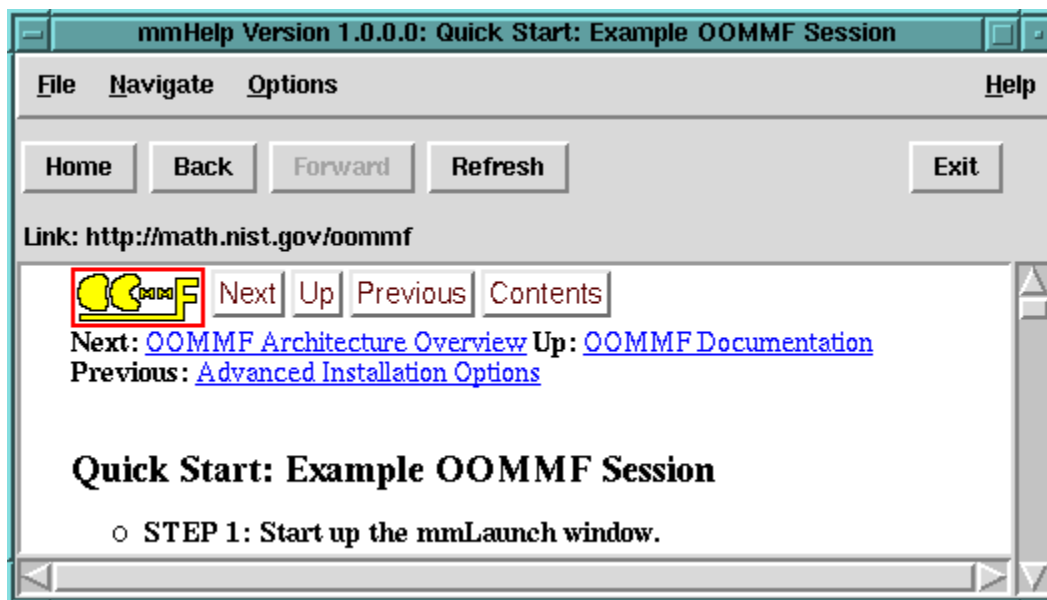 mmHelp Version 1.0.0.0: Quick Start: Example OOMMF Session
File Navigate Options Help
Home Back Forward Refresh Exit
Link: http://math.nist.gov/oommf
OOMMF Next Up Previous Contents
Next: OOMMF Architecture Overview Up: OOMMF Documentation
Previous: Advanced Installation Options
Quick Start: Example OOMMF Session
○ STEP 1: Start up the mmLaunch window.